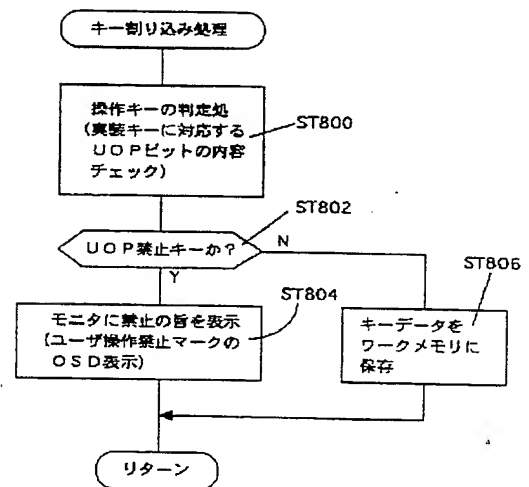 キー割り込み処理
操作キーの判定処
(実装キーに対応する
UOPビットの内容
チェック)
ST800
ST802
UOP禁止キーか?
N
Y
ST804
ST806
モニタに禁止の旨を表示
(ユーザ操作禁止マークの
OSD表示)
キーデータを
ワークメモリに
保存
リターン